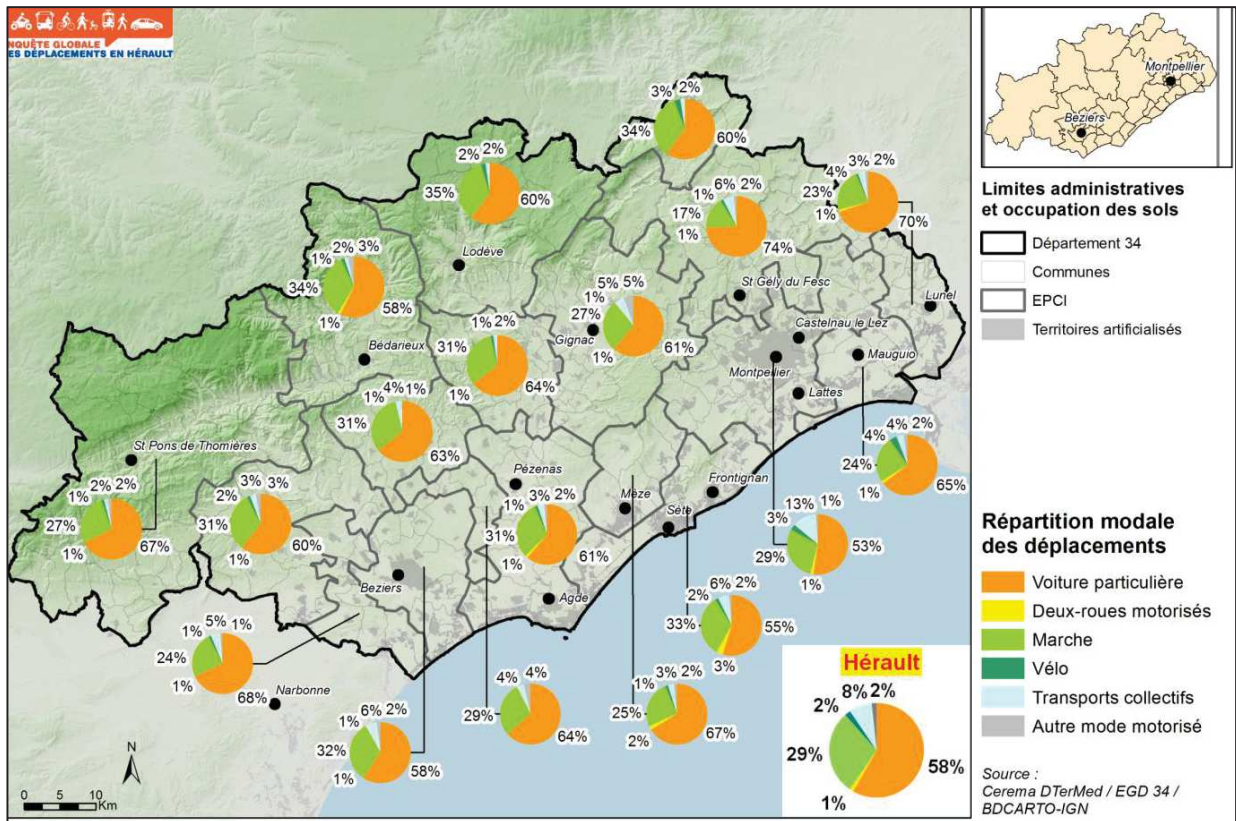 NQUÊTE GLOBALE
ES DÉPLACEMENTS EN HÉRAULT
3% 2%
34%
60%
2% 2%
35%
60%
Lodève
1% 6% 2%
17%
1%
74%
St Gély du Fesc
4% 3% 2%
23%
1%
70%
Lunel
1% 2% 3%
34%
1%
58%
Bédarieux
1% 5% 5%
27%
Gignac
1%
61%
1% 2%
31%
1%
64%
Castelnau le Lez
Montpellier
Mauguio
Lattes
1% 4% 1%
31%
63%
St Pons de Thomières
1% 2% 2%
27%
1%
67%
2% 3% 3%
31%
1%
60%
Pézenas
1% 3% 2%
31%
1%
61%
Mèze
Frontignan
Sète
4% 4% 2%
24%
1%
65%
3% 13% 1%
29%
1%
53%
Beziers
Agde
2% 6% 2%
33%
3%
55%
1% 5% 1%
24%
1%
68%
Narbonne
1% 6% 2%
32%
1%
58%
4% 4%
29%
64%
1% 3% 2%
25%
2%
67%
Hérault
2% 8% 2%
29%
1%
58%
N
0 5 10
Km
Montpellier
Beziers
Limites administratives
et occupation des sols
Département 34
Communes
EPCI
Territoires artificialisés
Répartition modale
des déplacements
Voiture particulière
Deux-roues motorisés
Marche
Vélo
Transports collectifs
Autre mode motorisé
Source :
Cerema DTerMed / EGD 34 /
BDCARTO-IGN